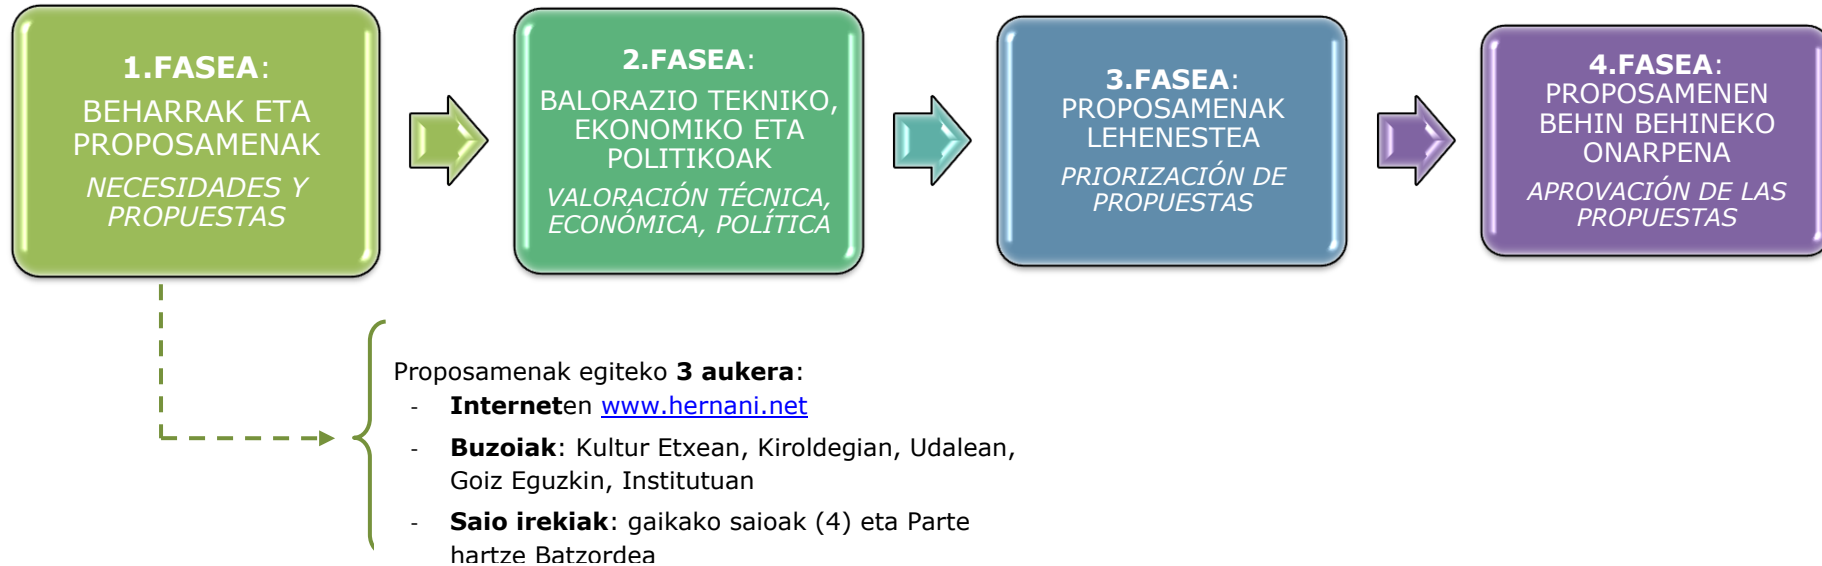 1.FASEA:
BEHARRAK ETA
PROPOSAMENAK
NECESIDADES Y
PROPUESTAS
2.FASEA:
BALORAZIO TEKNIKO,
EKONOMIKO ETA
POLITIKOAK
VALORACIÓN TÉCNICA,
ECONÓMICA, POLÍTICA
3.FASEA:
PROPOSAMENAK
LEHENESTEA
PRIORIZACIÓN DE
PROPUESTAS
4.FASEA:
PROPOSAMENEN
BEHIN BEHINEKO
ONARPENA
APROVACIÓN DE LAS
PROPUESTAS
Proposamenak egiteko 3 aukera:
- Interneten www.hernani.net
- Buzoiak: Kultur Etxean, Kiroldegian, Udalean,
Goiz Eguzkin, Institutuan
- Saio irekiak: gaikako saioak (4) eta Parte
hartze Batzordea